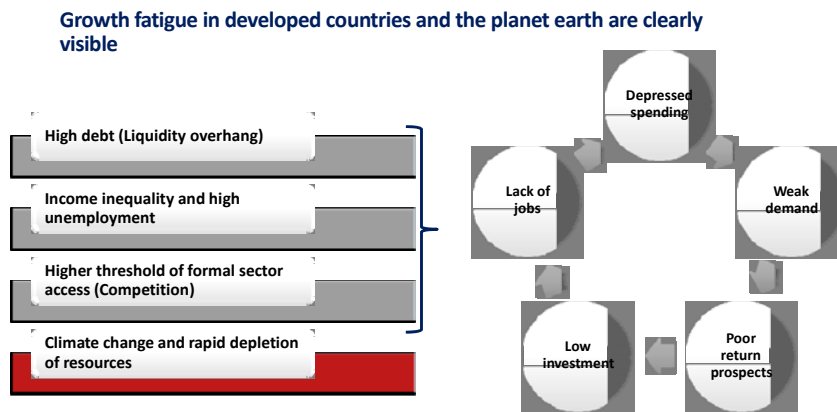 Growth fatigue in developed countries and the planet earth are clearly
visible
High debt (Liquidity overhang)
Income inequality and high
unemployment
Higher threshold of formal sector
access (Competition)
Climate change and rapid depletion
of resources
Depressed
spending
Weak
demand
Poor
return
prospects
Low
investment
Lack of
jobs